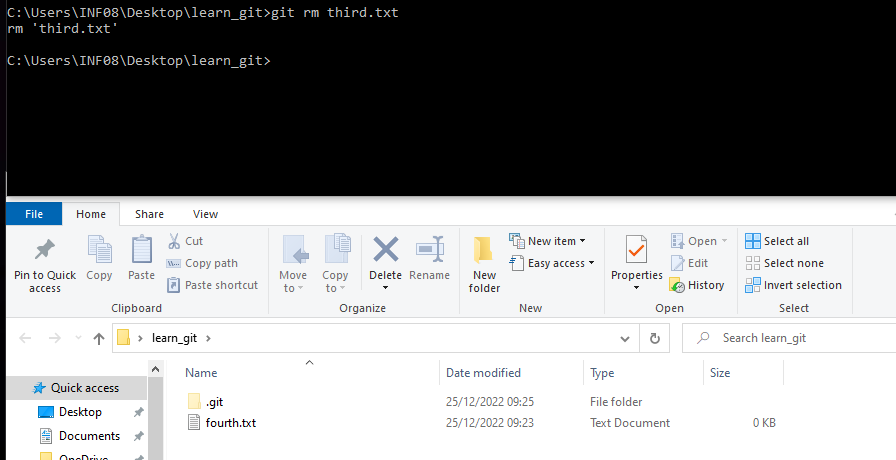 C:\Users\INF08\Desktop\learn_git>git rm third.txt
rm 'third.txt'
C:\Users\INF08\Desktop\learn_git>
File Home Share View
Pin to Quick access
Copy
Paste
Cut
Copy path
Paste shortcut
Clipboard
Move to
Copy to
Delete
Rename
Organize
New folder
New item
Easy access
New
Properties
Open
Edit
History
Open
Select all
Select none
Invert selection
Select
learn_git
Search learn_git
Name Date modified Type Size
Quick access
Desktop
Documents
OneDrive
.git 25/12/2022 09:25 File folder
fourth.txt 25/12/2022 09:23 Text Document 0 KB